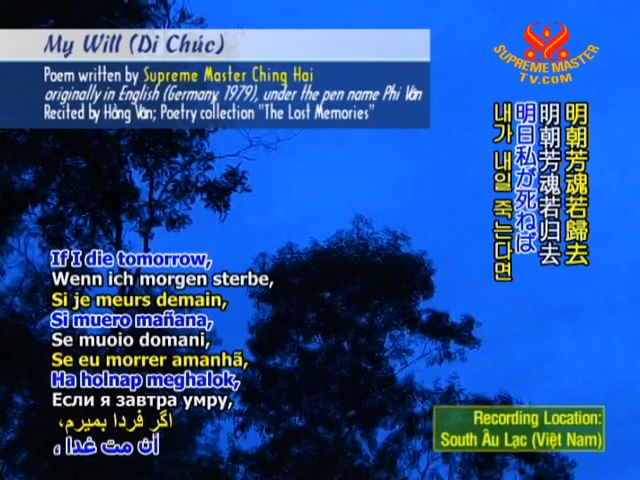 My Will (Di Chúc)
Poem written by Supreme Master Ching Hai
originally in English (Germany, 1979), under the pen name Phi Vân
Recited by Hồng Vân; Poetry collection "The Lost Memories"
SUPREME MASTER
TV.COM
明朝芳魂若歸去
明朝芳魂若归去
明日私が死ねば
내가 내일 죽는다면
If I die tomorrow,
Wenn ich morgen sterbe,
Si je meurs demain,
Si muero mañana,
Se muoio domani,
Se eu morrer amanhã,
Ha holnap meghalok,
Если я завтра умру,
اگر فردا بمیرم،
إن مت غدا ،
Recording Location:
South Âu Lạc (Việt Nam)